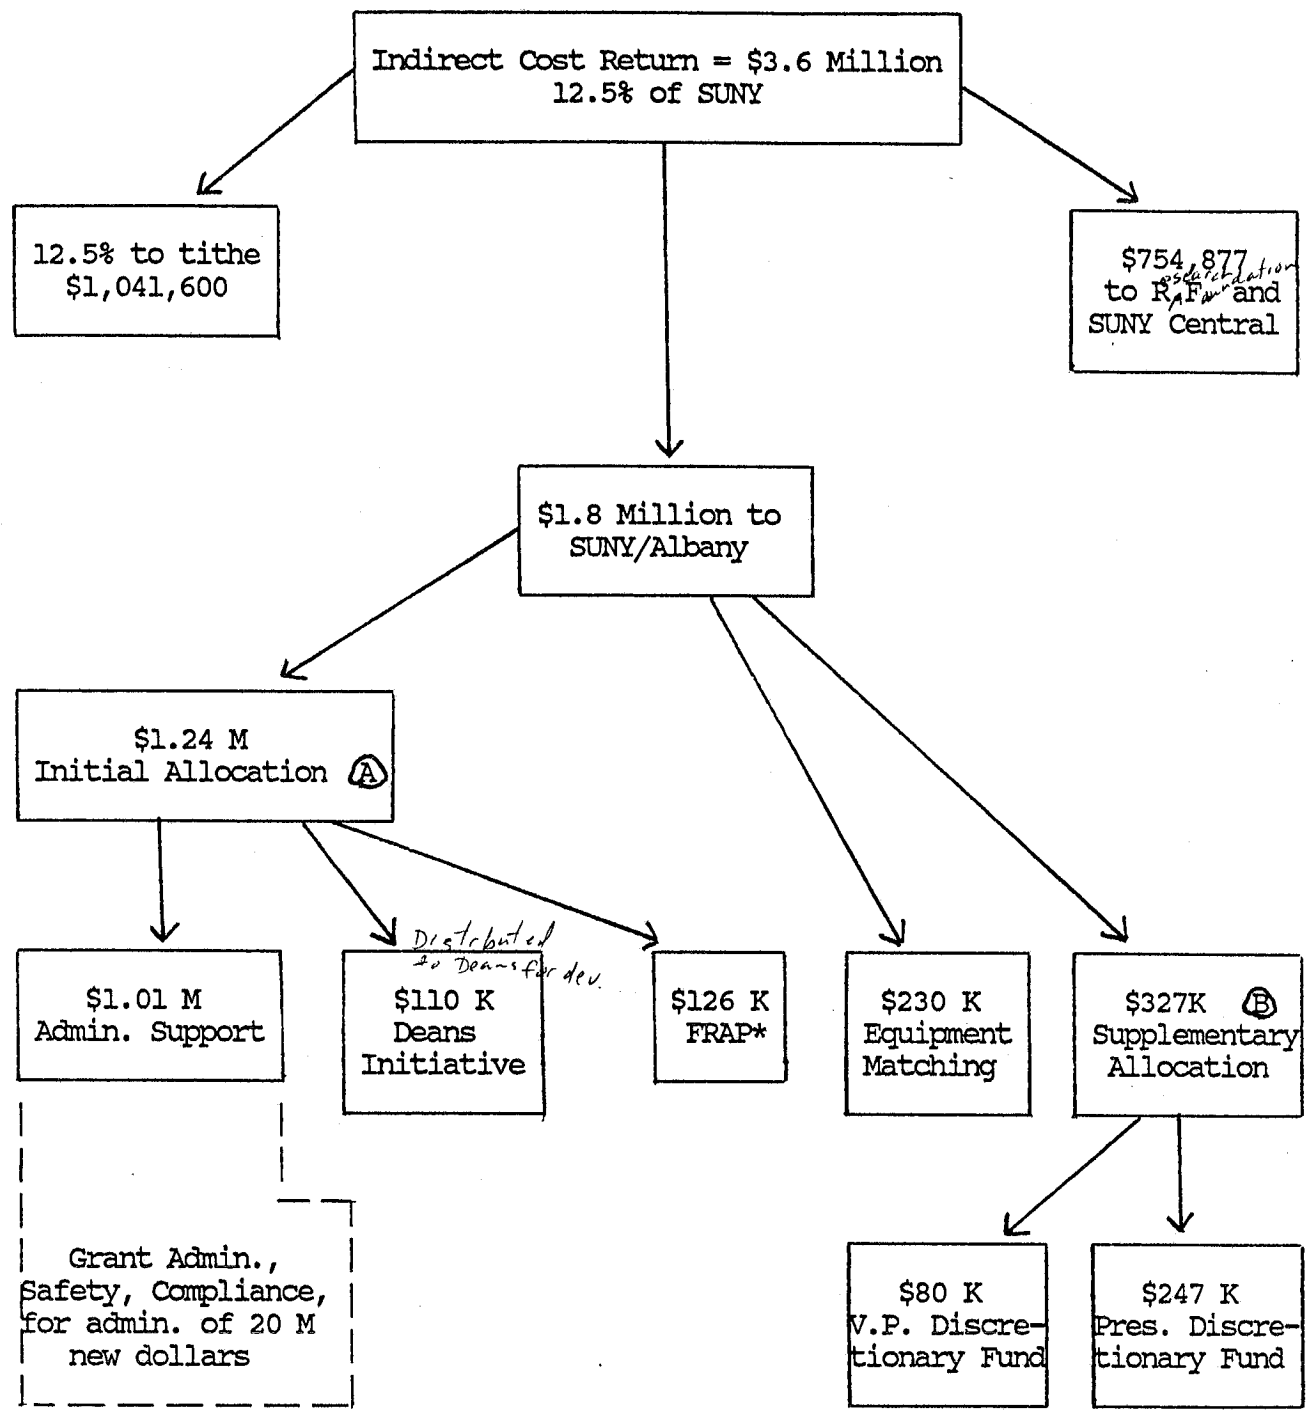 Indirect Cost Return = $3.6 Million
12.5% of SUNY
12.5% to tithe
$1,041,600
$754,877
esearch oundation
to R. F. and
SUNY Central
$1.8 Million to
SUNY/Albany
$1.24 M
Initial Allocation A
Distributed
to Deans for dev.
$1.01 M
Admin. Support
$110 K
Deans
Initiative
$126 K
FRAP*
$230 K
Equipment
Matching
$327K B
Supplementary
Allocation
Grant Admin.,
Safety, Compliance,
for admin. of 20 M
new dollars
$80 K
V.P. Discre-
tionary Fund
$247 K
Pres. Discre-
tionary Fund